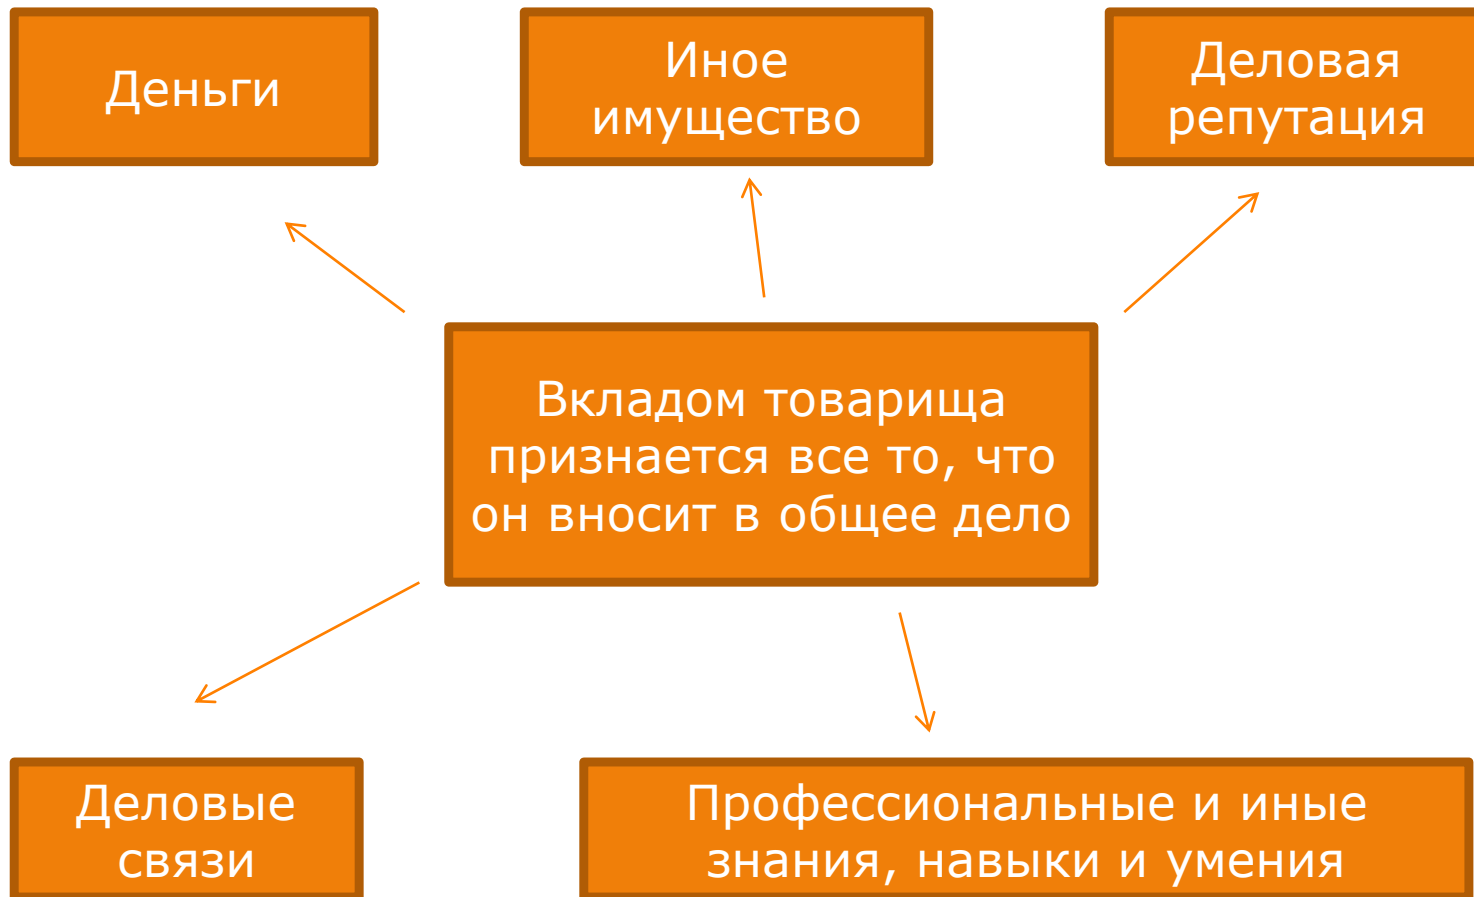 Деньги
Иное
имущество
Деловая
репутация
Вкладом товарища
признается все то, что
он вносит в общее дело
Деловые
связи
Профессиональные и иные
знания, навыки и умения